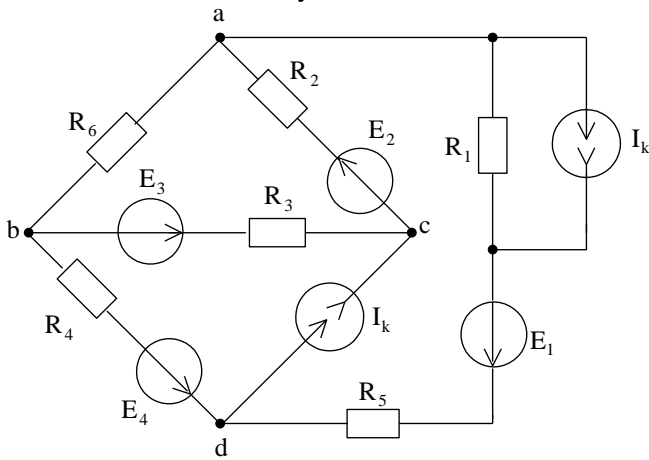 a
R₂
R₆
E₂
R₁
Iₖ
E₃
R₃
b
c
R₄
Iₖ
E₁
E₄
R₅
d